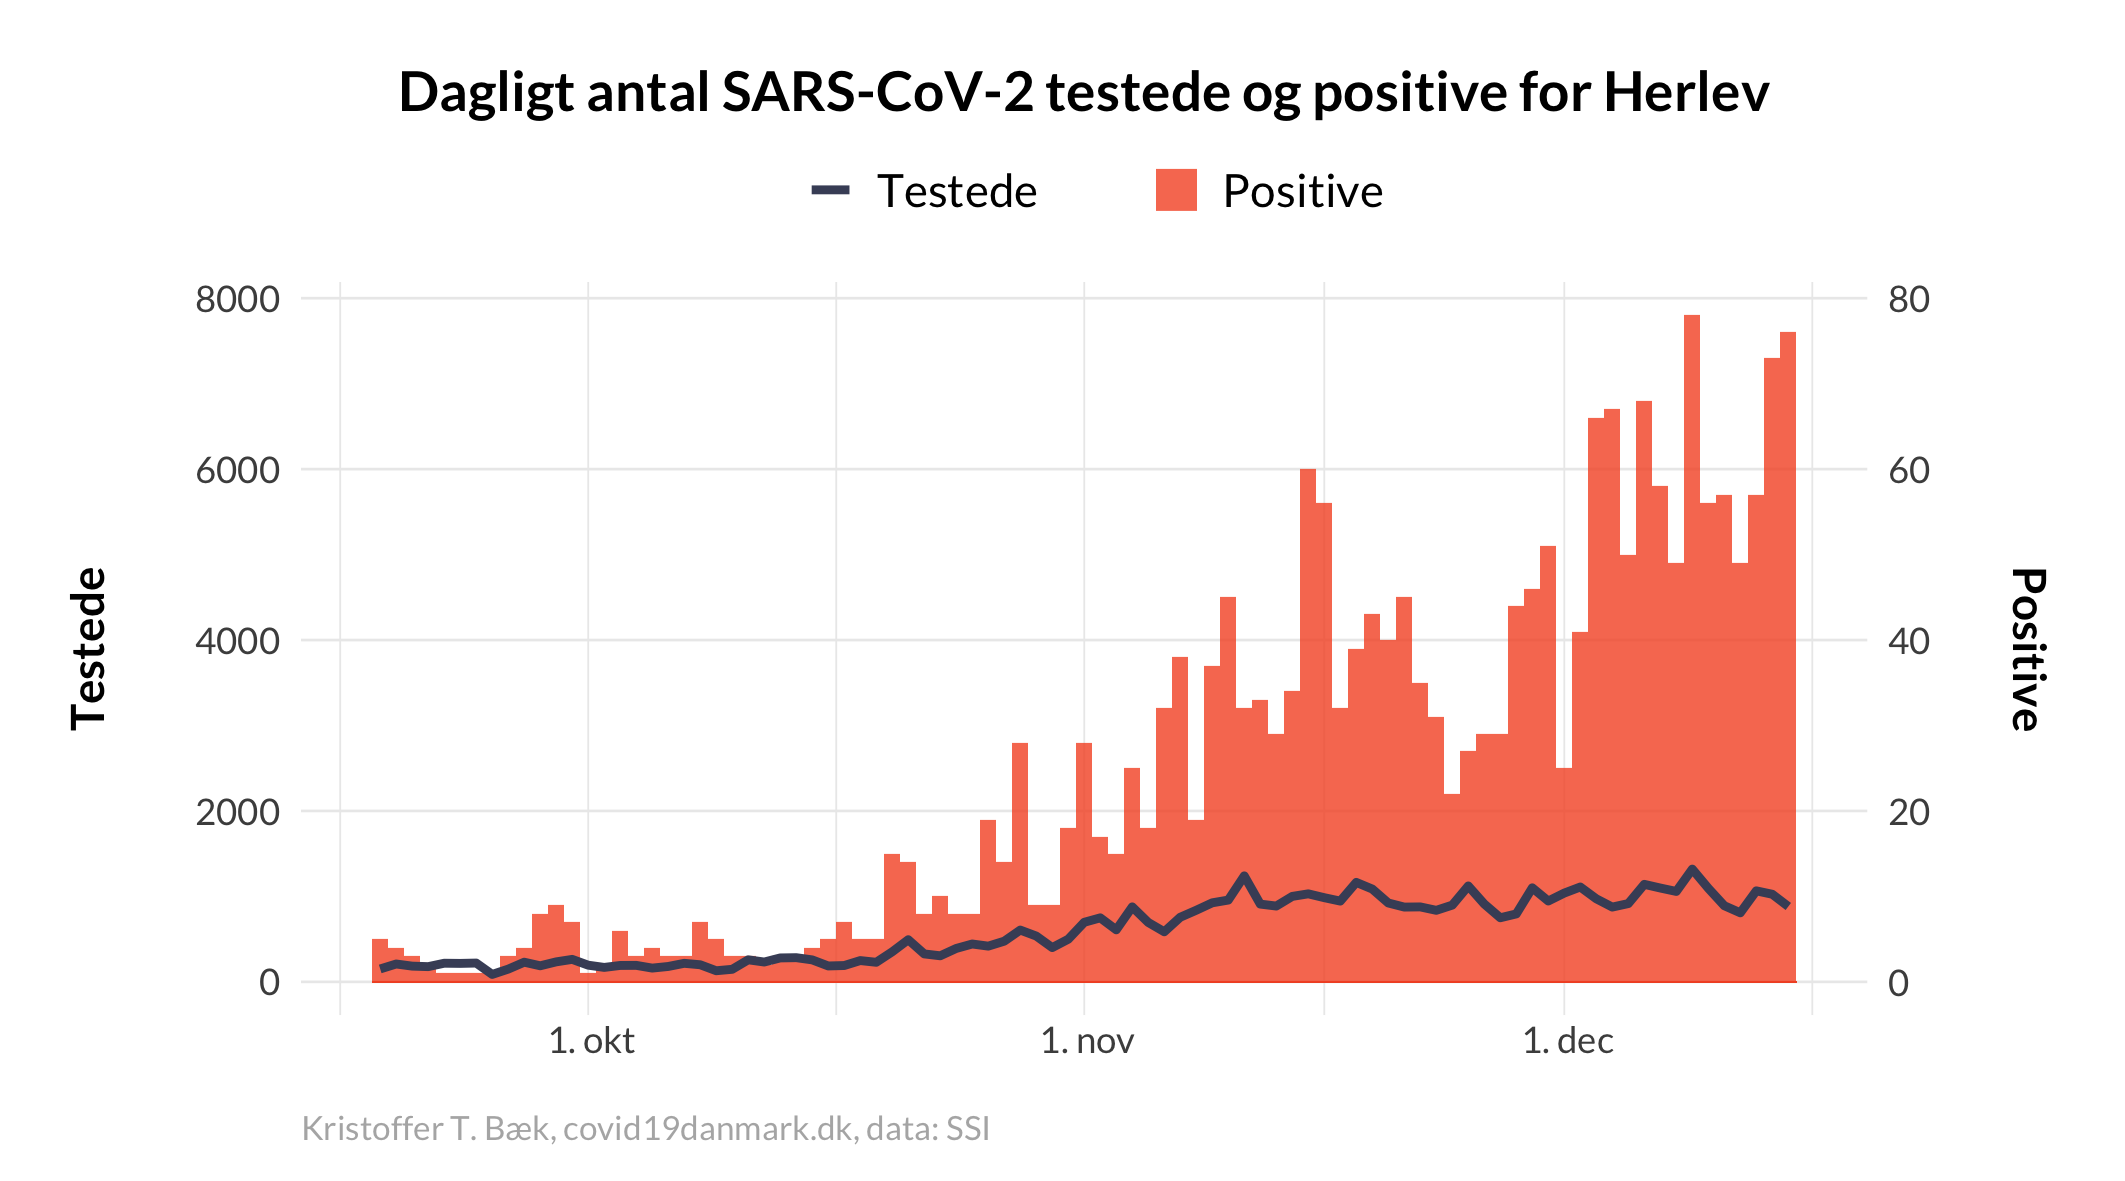 Dagligt antal SARS-CoV-2 testede og positive for Herlev
Testede
Positive
8000
6000
4000
2000
0
Testede
80
60
40
20
0
Positive
1. okt
1. nov
1. dec
Kristoffer T. Bæk, covid19danmark.dk, data: SSI